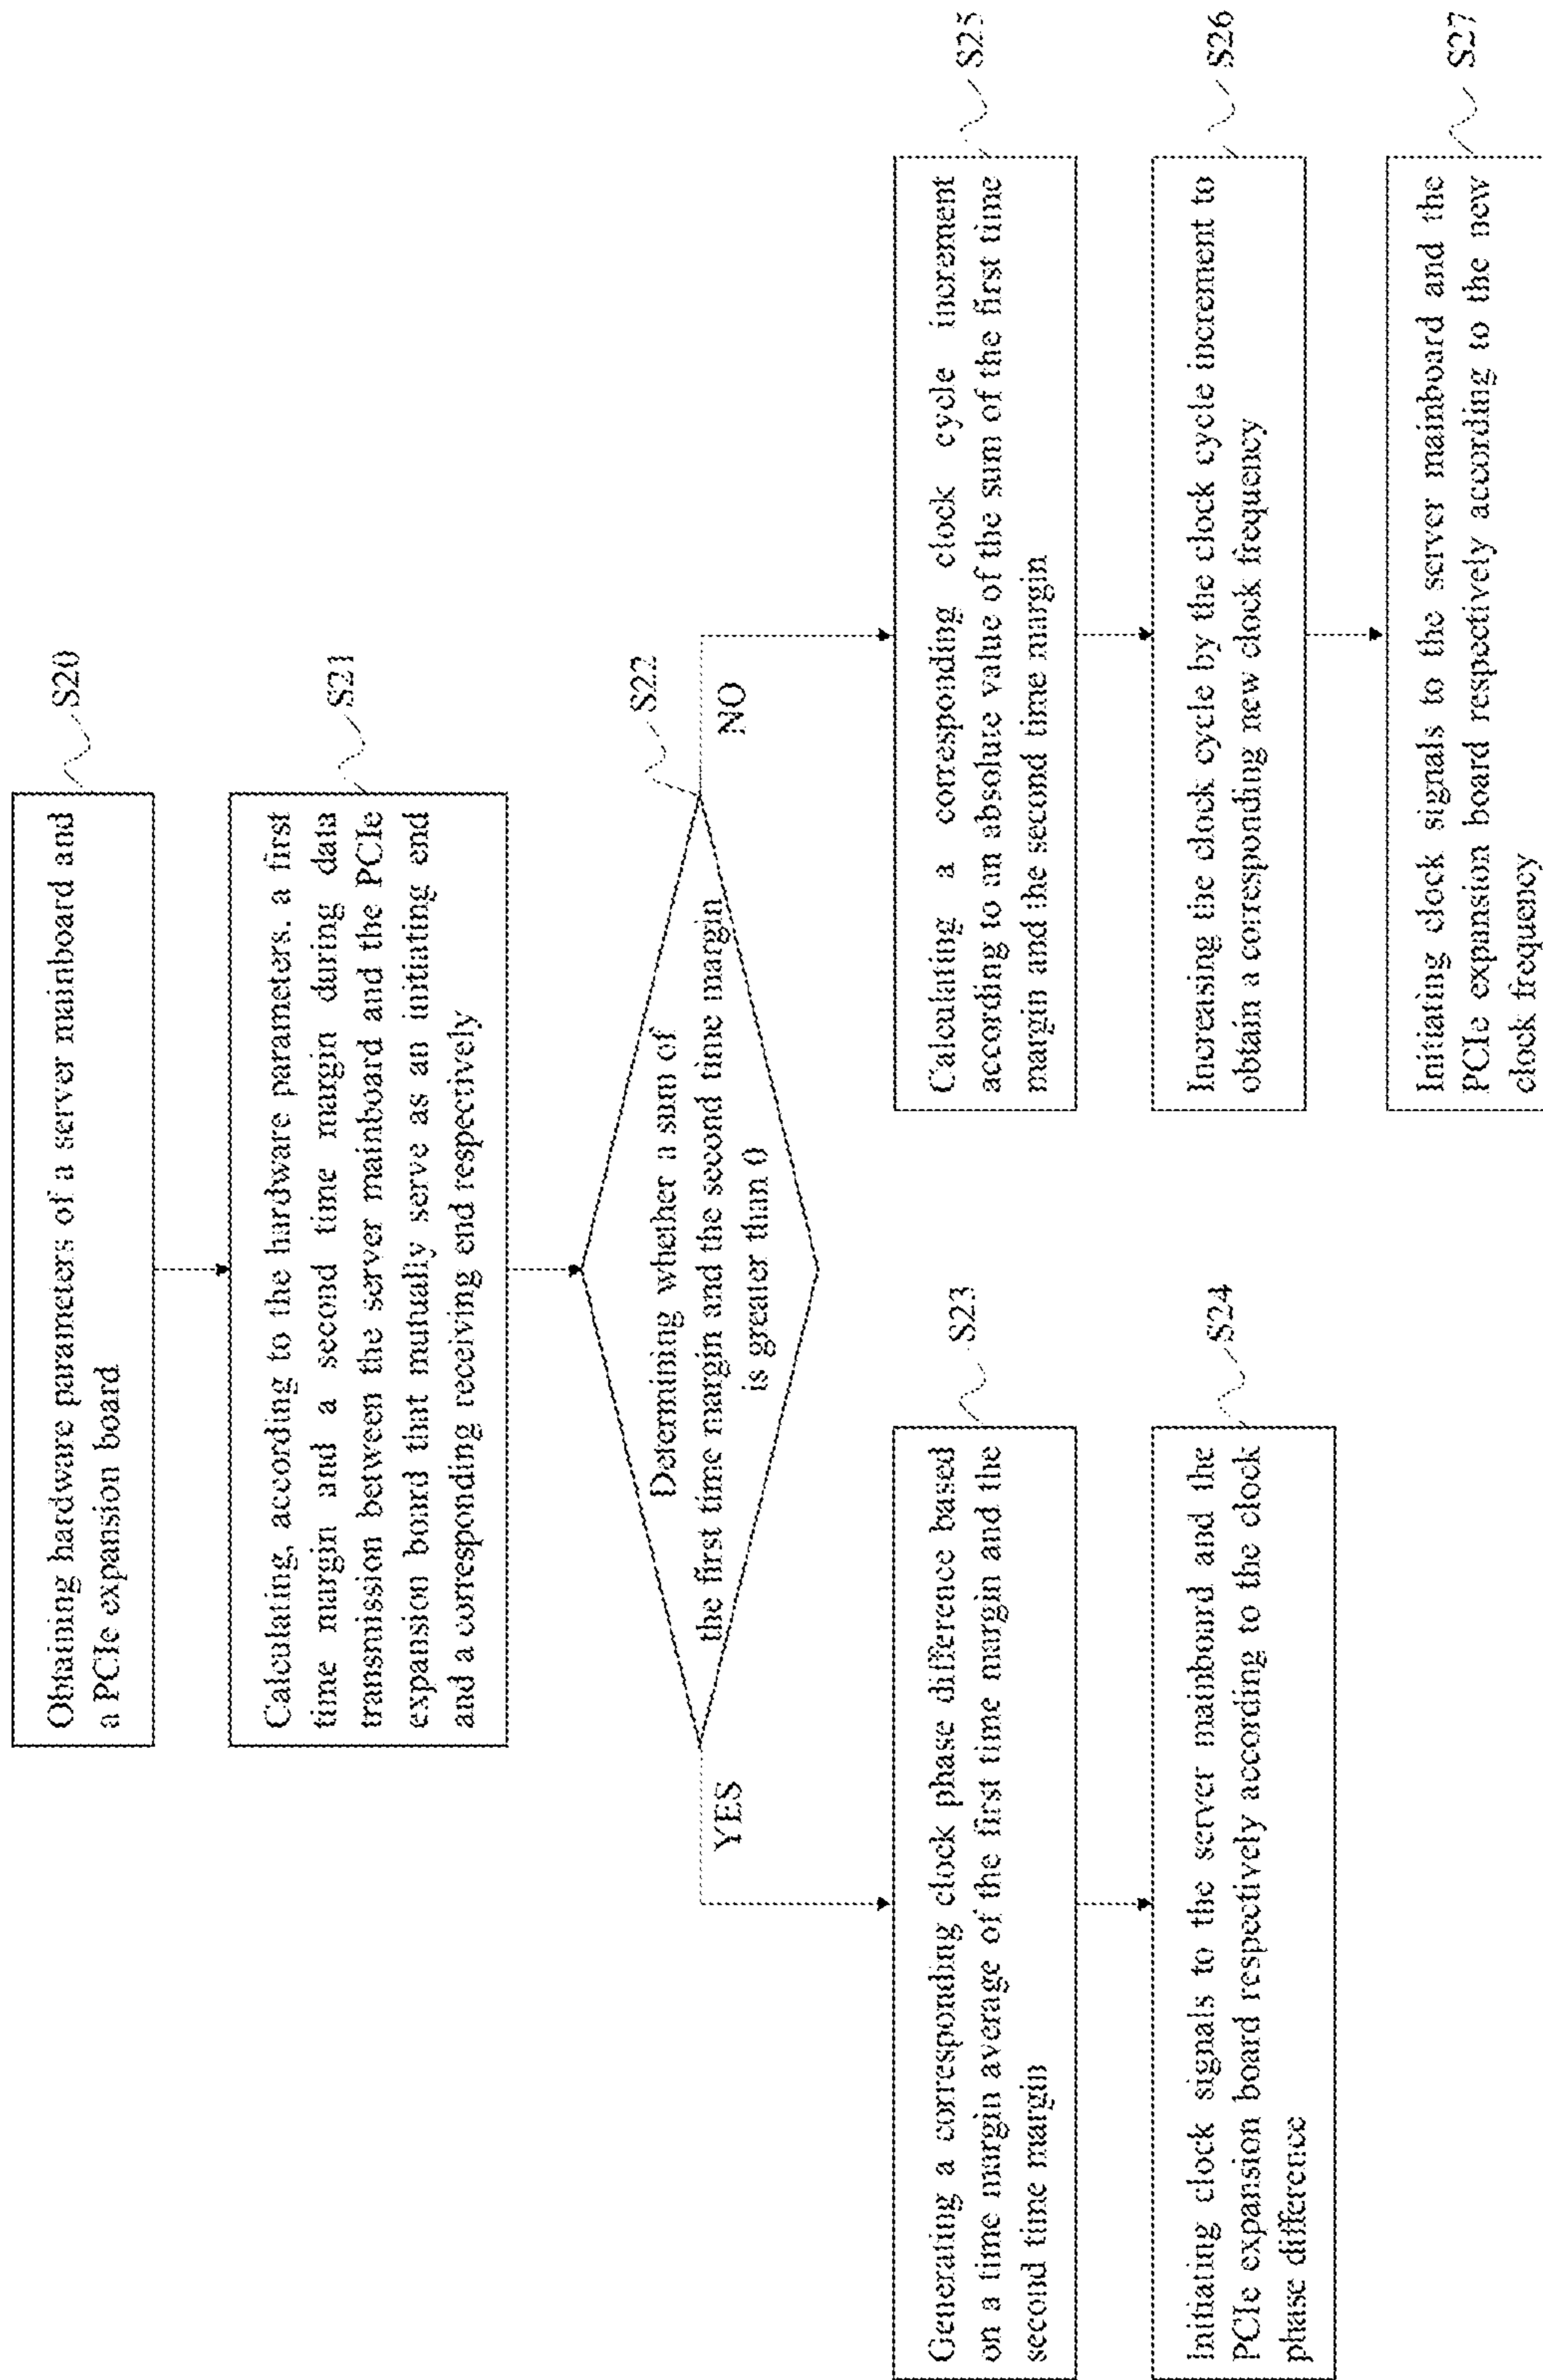 Obtaining hardware parameters of a server mainboard and
a PCIe expansion board
S20
Calculating, according to the hardware parameters, a first
time margin and a second time margin during data
transmission between the server mainboard and the PCIe
expansion board that mutually serve as an initiating end
and a corresponding receiving end respectively
S21
Determining whether a sum of
the first time margin and the second time margin
is greater than 0
S22
YES
NO
Generating a corresponding clock phase difference based
on a time margin average of the first time margin and the
second time margin
S23
Initiating clock signals to the server mainboard and the
PCIe expansion board respectively according to the clock
phase difference
S24
Calculating a corresponding clock cycle increment
according to an absolute value of the sum of the first time
margin and the second time margin
S25
Increasing the clock cycle by the clock cycle increment to
obtain a corresponding new clock frequency
S26
Initiating clock signals to the server mainboard and the
PCIe expansion board respectively according to the new
clock frequency
S27